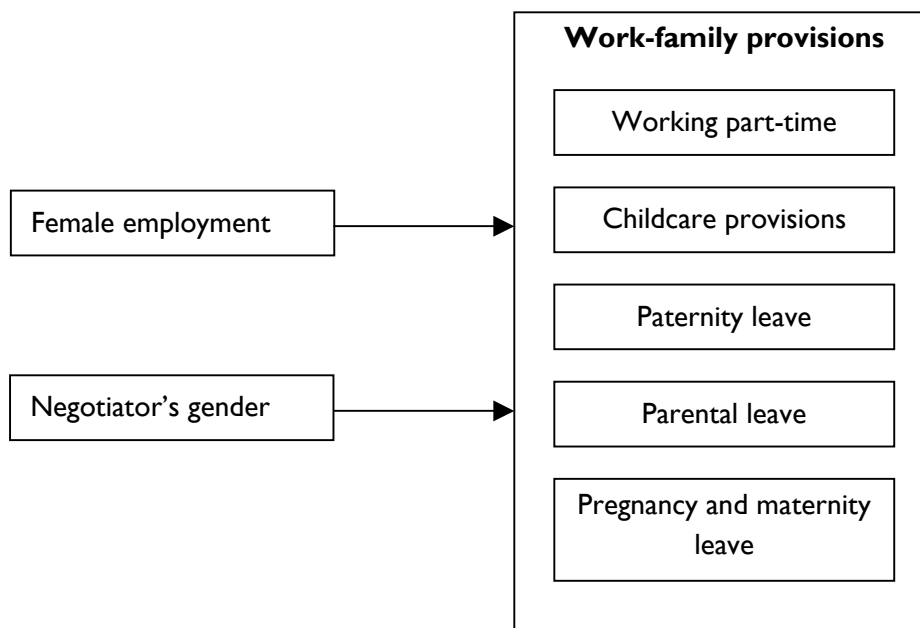 Work-family provisions
Working part-time
Female employment
Childcare provisions
Paternity leave
Negotiator’s gender
Parental leave
Pregnancy and maternity
leave